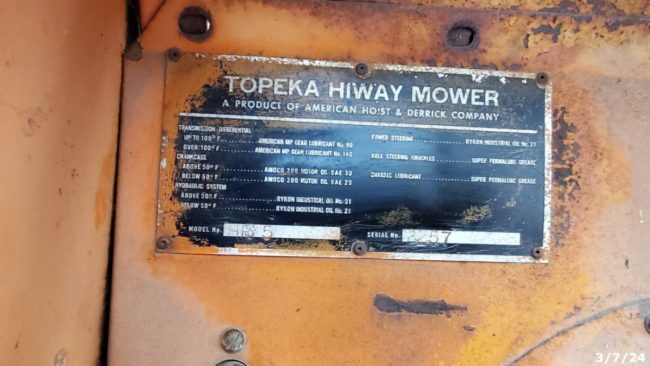 TOPEKA HIWAY MOWER
A PRODUCT OF AMERICAN HOIST & DERRICK COMPANY
TRANSMISSION DIFFERENTIAL
UP TO 100° F. AMERICAN MP GEAR LUBRICANT No. 90
OVER 100° F. AMERICAN MP GEAR LUBRICANT No. 140
CRANKCASE
ABOVE 50° F. AMOCO 200 MOTOR OIL SAE 30
BELOW 50° F. AMOCO 200 MOTOR OIL SAE 20
HYDRAULIC SYSTEM
ABOVE 50° F. RYKON INDUSTRIAL OIL No. 31
BELOW 50° F. RYKON INDUSTRIAL OIL No. 21
POWER STEERING RYKON INDUSTRIAL OIL No. 21
AXLE STEERING KNUCKLES SUPER PERMALUBE GREASE
CHASSIS LUBRICANT SUPER PERMALUBE GREASE
MODEL No.
SERIAL No.
3/7/24